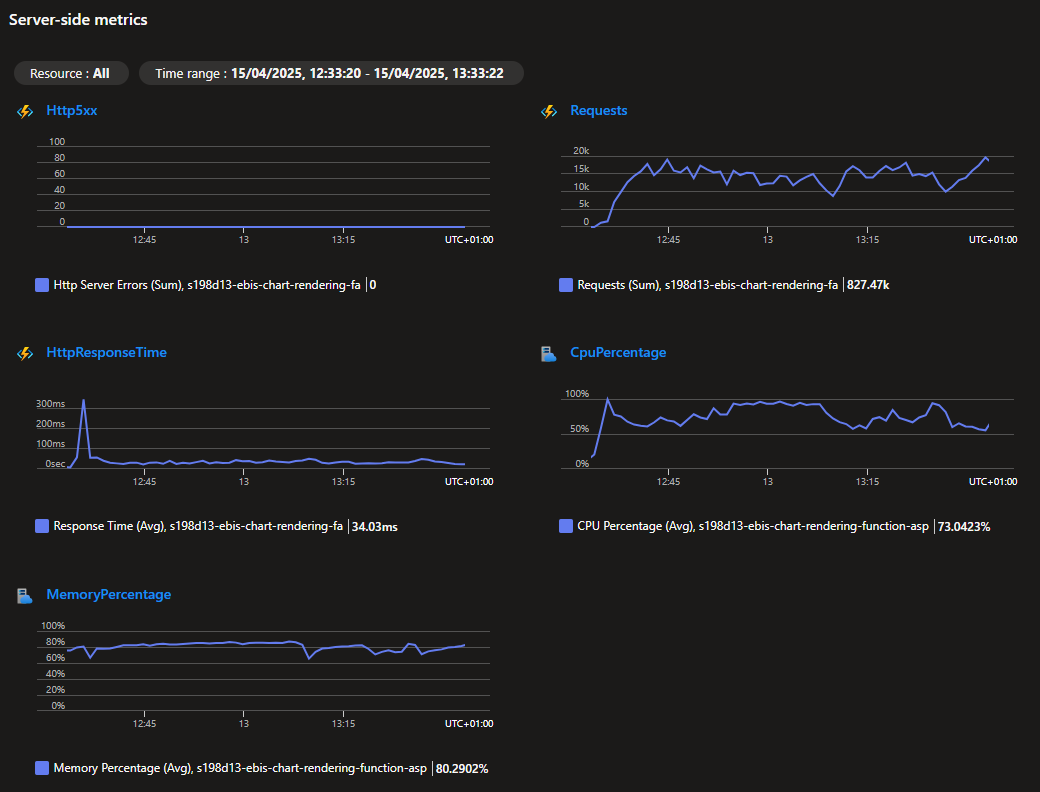 Server-side metrics
Resource : All
Time range : 15/04/2025, 12:33:20 - 15/04/2025, 13:33:22
Http5xx
100
80
60
40
20
0
12:45
13
13:15
UTC+01:00
Http Server Errors (Sum), s198d13-ebis-chart-rendering-fa
0
Requests
20k
15k
10k
5k
0
12:45
13
13:15
UTC+01:00
Requests (Sum), s198d13-ebis-chart-rendering-fa
827.47k
HttpResponseTime
300ms
200ms
100ms
0sec
12:45
13
13:15
UTC+01:00
Response Time (Avg), s198d13-ebis-chart-rendering-fa
34.03ms
CpuPercentage
100%
50%
0%
12:45
13
13:15
UTC+01:00
CPU Percentage (Avg), s198d13-ebis-chart-rendering-function-asp
73.0423%
MemoryPercentage
100%
80%
60%
40%
20%
0%
12:45
13
13:15
UTC+01:00
Memory Percentage (Avg), s198d13-ebis-chart-rendering-function-asp
80.2902%